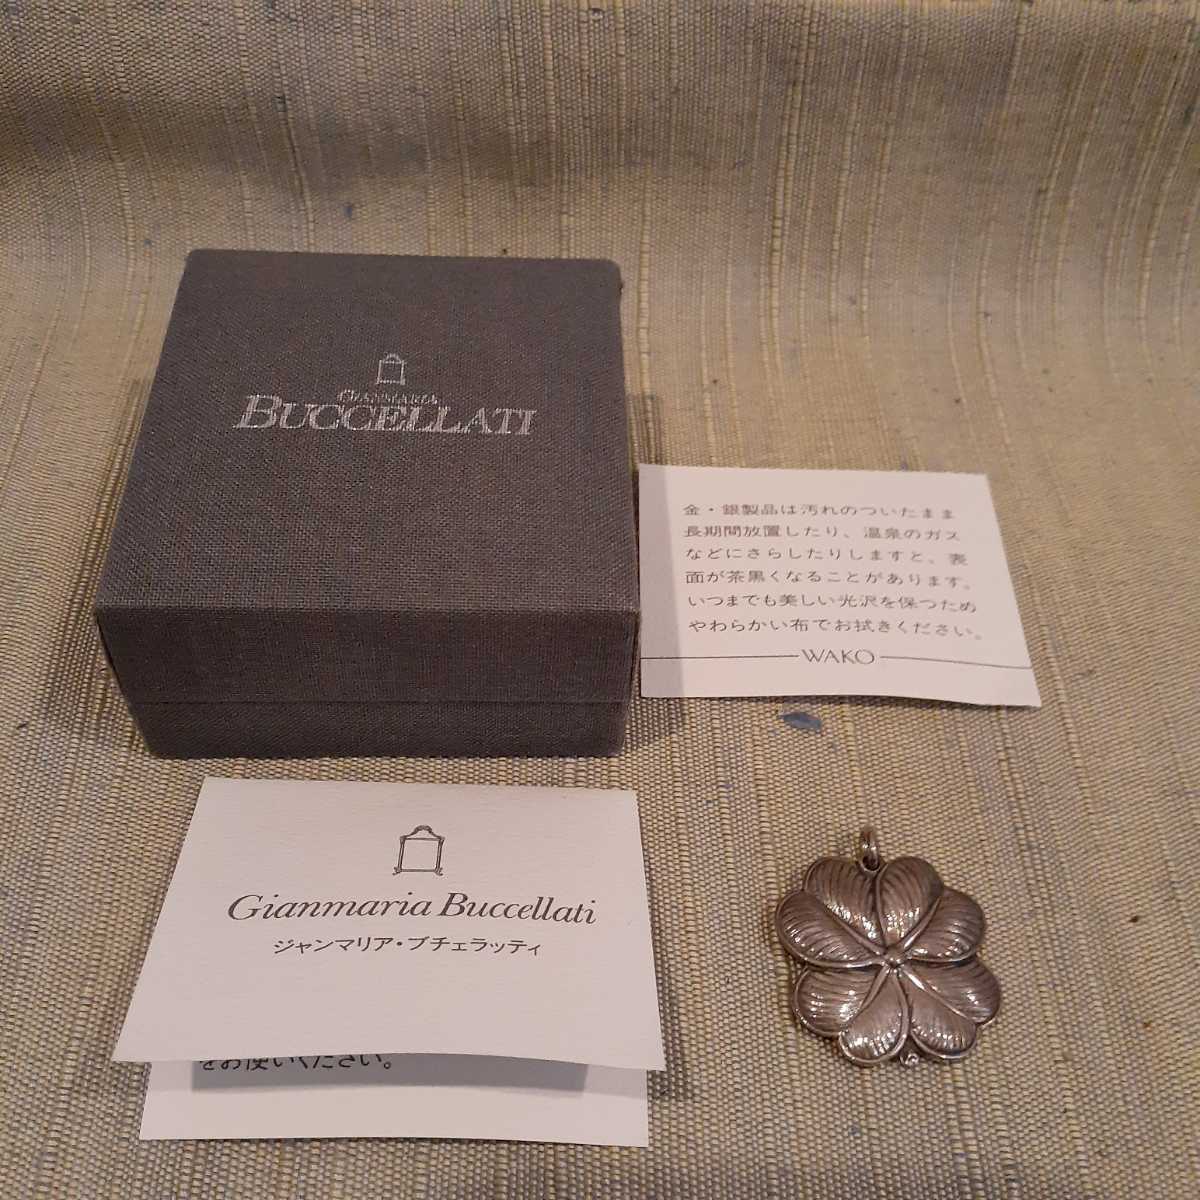 GIANMARIA
BUCCELLATI
金・銀製品は汚れのついたまま
長期間放置したり、温泉のガス
などにさらしたりしますと、表
面が茶黒くなることがあります。
いつまでも美しい光沢を保つため
やわらかい布でお拭きください。
WAKO
Gianmaria Buccellati
ジャンマリア・ブチェラッティ
をお使いください。